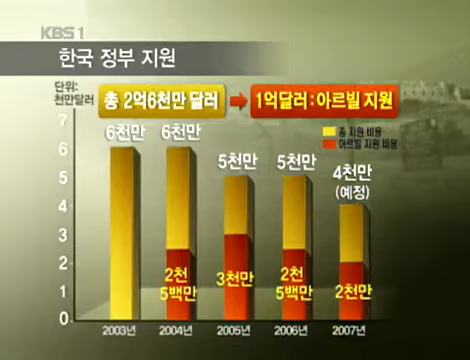 KBS 1
한국 정부 지원
단위:
천만달러
총 2억6천만 달러
1억달러:아르빌 지원
총 지원 비용
아르빌 지원 비용
7
6
5
4
3
2
1
0
6천만
6천만
5천만
5천만
4천만
(예정)
2천
5백만
3천만
2천
5백만
2천만
2003년
2004년
2005년
2006년
2007년